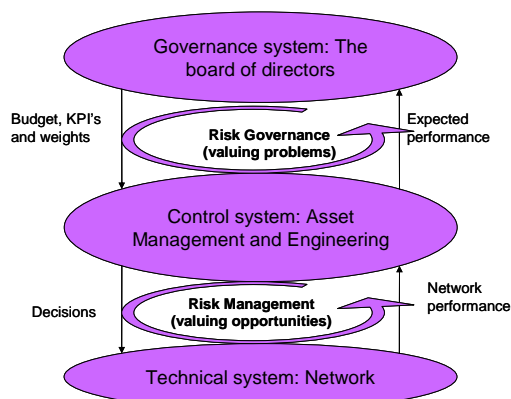 Governance system: The
board of directors
Budget, KPI's
and weights
Risk Governance
(valuing problems)
Expected
performance
Control system: Asset
Management and Engineering
Decisions
Risk Management
(valuing opportunities)
Network
performance
Technical system: Network